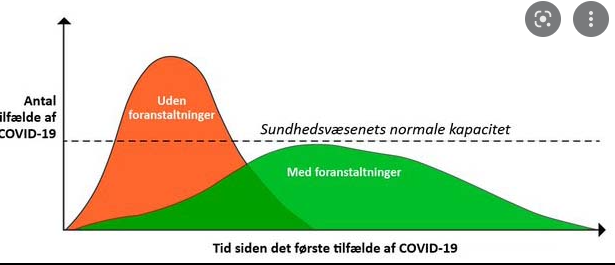 Antal
ilfælde af
COVID-19
Uden
foranstaltninger
Sundhedsvæsenets normale kapacitet
Med foranstaltninger
Tid siden det første tilfælde af COVID-19